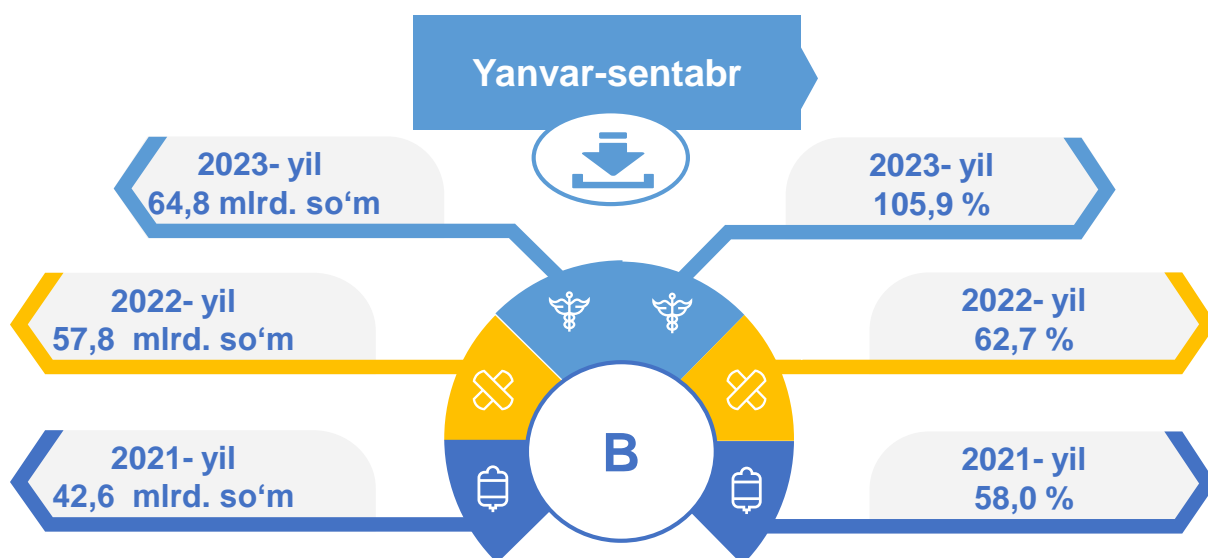 Yanvar-sentabr
2023- yil
64,8 mlrd. so‘m
2023- yil
105,9 %
2022- yil
57,8 mlrd. so‘m
2022- yil
62,7 %
B
2021- yil
42,6 mlrd. so‘m
2021- yil
58,0 %